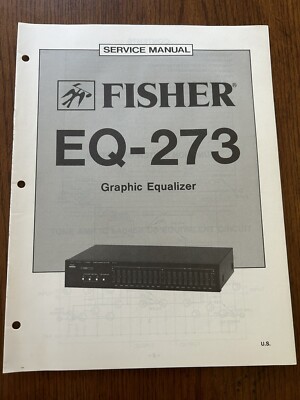 SERVICE MANUAL
FISHER®
EQ-273
Graphic Equalizer
U.S.